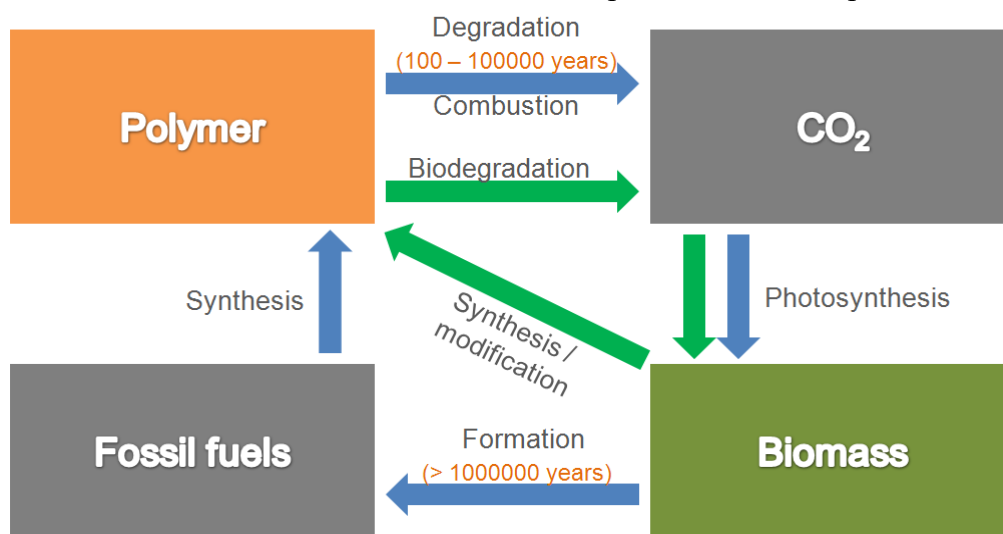 Degradation
(100 – 100000 years)
Combustion
Polymer
CO₂
Biodegradation
Synthesis
Synthesis /
modification
Photosynthesis
Fossil fuels
Formation
(> 1000000 years)
Biomass